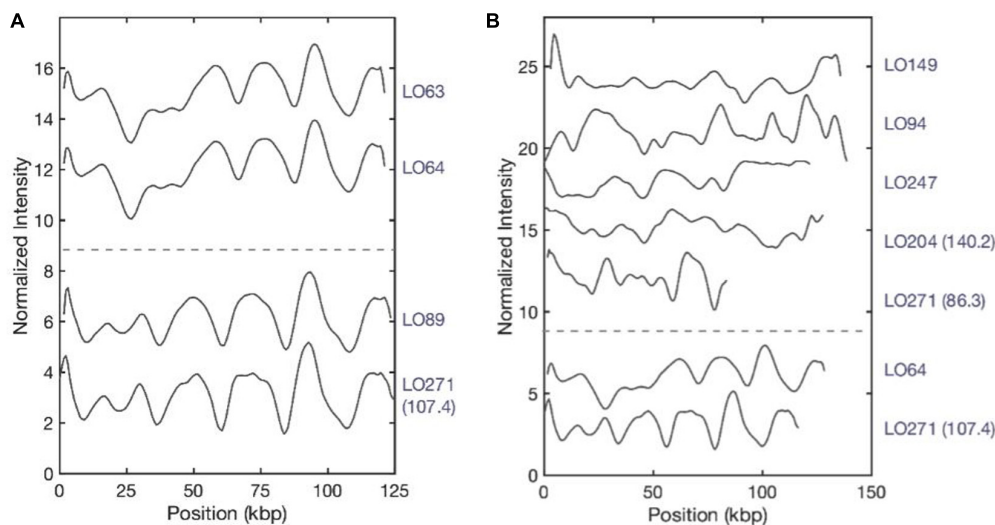 A
16
14
12
10
8
6
4
2
0
0 25 50 75 100 125
Normalized Intensity
Position (kbp)
LO63
LO64
LO89
LO271
(107.4)
B
25
20
15
10
5
0
0 50 100 150
Normalized Intensity
Position (kbp)
LO149
LO94
LO247
LO204 (140.2)
LO271 (86.3)
LO64
LO271 (107.4)